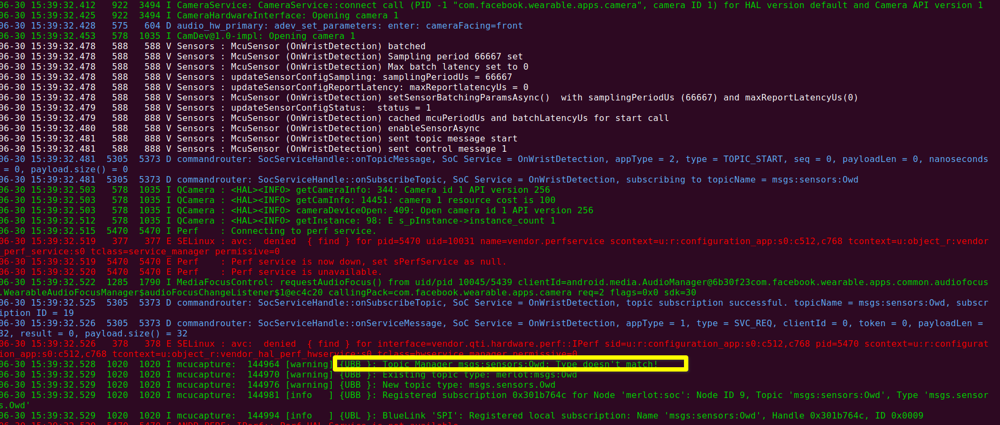 06-30 15:39:32.412   922  3494 I CameraService: CameraService::connect call (PID -1 "com.facebook.wearable.apps.camera", camera ID 1) for HAL version default and Camera API version 1
06-30 15:39:32.425   922  3494 I CameraHardwareInterface: Opening camera 1
06-30 15:39:32.428   575   604 D audio_hw_primary: adev_set_parameters: enter: cameraFacing=front
06-30 15:39:32.453   578  1035 I CamDev@1.0-impl: Opening camera 1
06-30 15:39:32.478   588   588 V Sensors : McuSensor (OnWristDetection) batched
06-30 15:39:32.478   588   588 V Sensors : McuSensor (OnWristDetection) Sampling period 66667 set
06-30 15:39:32.478   588   588 V Sensors : McuSensor (OnWristDetection) Max batch latency set to 0
06-30 15:39:32.478   588   588 V Sensors : updateSensorConfigSampling: samplingPeriodUs = 66667
06-30 15:39:32.478   588   588 V Sensors : updateSensorConfigReportLatency: maxReportlatencyUs = 0
06-30 15:39:32.478   588   588 V Sensors : McuSensor (OnWristDetection) setSensorBatchingParamsAsync()  with samplingPeriodUs (66667) and maxReportLatencyUs(0)
06-30 15:39:32.479   588   588 V Sensors : updateSensorConfigStatus:  status = 1
06-30 15:39:32.479   588   888 V Sensors : McuSensor (OnWristDetection) cached mcuPeriodUs and batchLatencyUs for start call
06-30 15:39:32.480   588   588 V Sensors : McuSensor (OnWristDetection) enableSensorAsync
06-30 15:39:32.481   588   888 V Sensors : McuSensor (OnWristDetection) sent topic message start
06-30 15:39:32.481   588   888 V Sensors : McuSensor (OnWristDetection) sent control message 1
06-30 15:39:32.481  5305  5373 D commandrouter: SocServiceHandle::onTopicMessage, SoC Service = OnWristDetection, appType = 2, type = TOPIC_START, seq = 0, payloadLen = 0, nanoseconds
 = 0, payload.size() = 0
06-30 15:39:32.481  5305  5373 D commandrouter: SocServiceHandle::onSubscribeTopic, SoC Service = OnWristDetection, subscribing to topicName = msgs:sensors:Owd
06-30 15:39:32.503   578  1035 I QCamera : <HAL><INFO> getCameraInfo: 344: Camera id 1 API version 256
06-30 15:39:32.503   578  1035 I QCamera : <HAL><INFO> getCamInfo: 14451: camera 1 resource cost is 100
06-30 15:39:32.503   578  1035 I QCamera : <HAL><INFO> cameraDeviceOpen: 409: Open camera id 1 API version 256
06-30 15:39:32.512   578  1035 I QCamera : <HAL><INFO> getInstance: 98: E s_pInstance->instance_count 1
06-30 15:39:32.515  5470  5470 I Perf    : Connecting to perf service.
06-30 15:39:32.519   377   377 E SELinux : avc:  denied  { find } for pid=5470 uid=10031 name=vendor.perfservice scontext=u:r:configuration_app:s0:c512,c768 tcontext=u:object_r:vendor
_perf_service:s0 tclass=service_manager permissive=0
06-30 15:39:32.519  5470  5470 E Perf    : Perf service is now down, set sPerfService as null.
06-30 15:39:32.520  5470  5470 E Perf    : Perf service is unavailable.
06-30 15:39:32.522  1285  1790 I MediaFocusControl: requestAudioFocus() from uid/pid 10045/5439 clientId=android.media.AudioManager@6b30f23com.facebook.wearable.apps.common.audiofocus
.WearableAudioFocusManager$audioFocusChangeListener$1@ec4c20 callingPack=com.facebook.wearable.apps.camera req=2 flags=0x0 sdk=30
06-30 15:39:32.525  5305  5373 D commandrouter: SocServiceHandle::onSubscribeTopic, SoC Service = OnWristDetection, topic subscription successful. topicName = msgs:sensors:Owd, subscr
iption ID = 19
06-30 15:39:32.526  5305  5373 D commandrouter: SocServiceHandle::onServiceMessage, SoC Service = OnWristDetection, appType = 1, type = SVC_REQ, clientId = 0, token = 0, payloadLen =
32, result = 0, payload.size() = 32
06-30 15:39:32.526   378   378 E SELinux : avc:  denied  { find } for interface=vendor.qti.hardware.perf::IPerf sid=u:r:configuration_app:s0:c512,c768 pid=5470 scontext=u:r:configurat
ion_app:s0:c512,c768 tcontext=u:object_r:vendor_hal_perf_hwservice:s0 tclass=hwservice_manager permissive=0
06-30 15:39:32.528  1020  1020 I mcucapture:  144964 [warning] {UBB }: Topic Manager msgs:sensors:Owd: Type doesn't match!
06-30 15:39:32.529  1020  1020 I mcucapture:  144970 [warning] {UBB }: Existing topic type: merlot:msgs:Owd
06-30 15:39:32.529  1020  1020 I mcucapture:  144976 [warning] {UBB }: New topic type: msgs.sensors.Owd
06-30 15:39:32.529  1020  1020 I mcucapture:  144981 [info   ] {UBB }: Registered subscription 0x301b764c for Node 'merlot:soc': Node ID 9, Topic 'msgs:sensors:Owd', Type 'msgs.sensor
s.Owd'
06-30 15:39:32.529  1020  1020 I mcucapture:  144994 [info   ] {UBL }: BlueLink 'SPI': Registered local subscription: Name 'msgs:sensors:Owd', Handle 0x301b764c, ID 0x0009